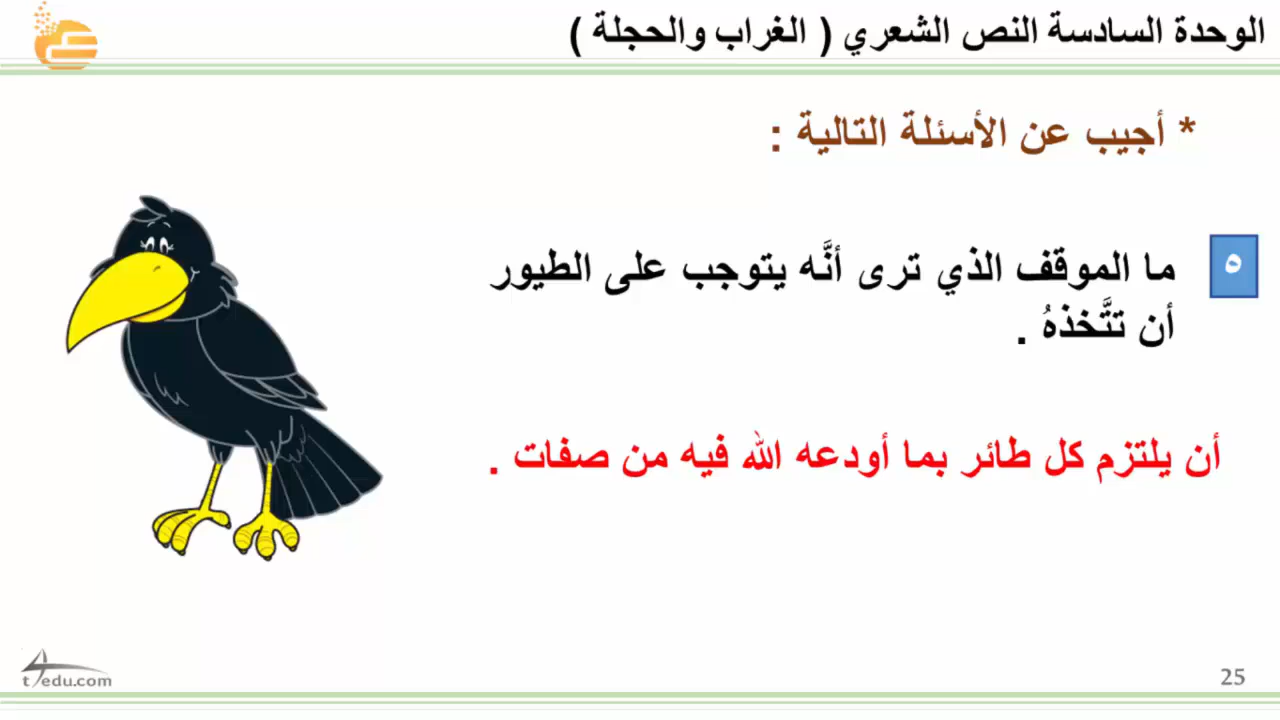 الوحدة السادسة النص الشعري ( الغراب والحجلة )
* أجيب عن الأسئلة التالية :
٥
ما الموقف الذي ترى أنَّه يتوجب على الطيور
أن تتَّخذهُ .
أن يلتزم كل طائر بما أودعه الله فيه من صفات .
t4edu.com
25